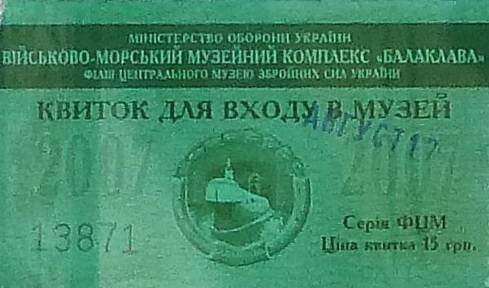 МІНІСТЕРСТВО ОБОРОНИ УКРАЇНИ
ВІЙСЬКОВО-МОРСЬКИЙ МУЗЕЙНИЙ КОМПЛЕКС «БАЛАКЛАВА»
ФІЛІЯ ЦЕНТРАЛЬНОГО МУЗЕЮ ЗБРОЙНИХ СИЛ УКРАЇНИ
КВИТОК ДЛЯ ВХОДУ В МУЗЕЙ
АВГУСТ 17
2007 2007
13871
Серія ФЦМ
Ціна квитка 15 грн.